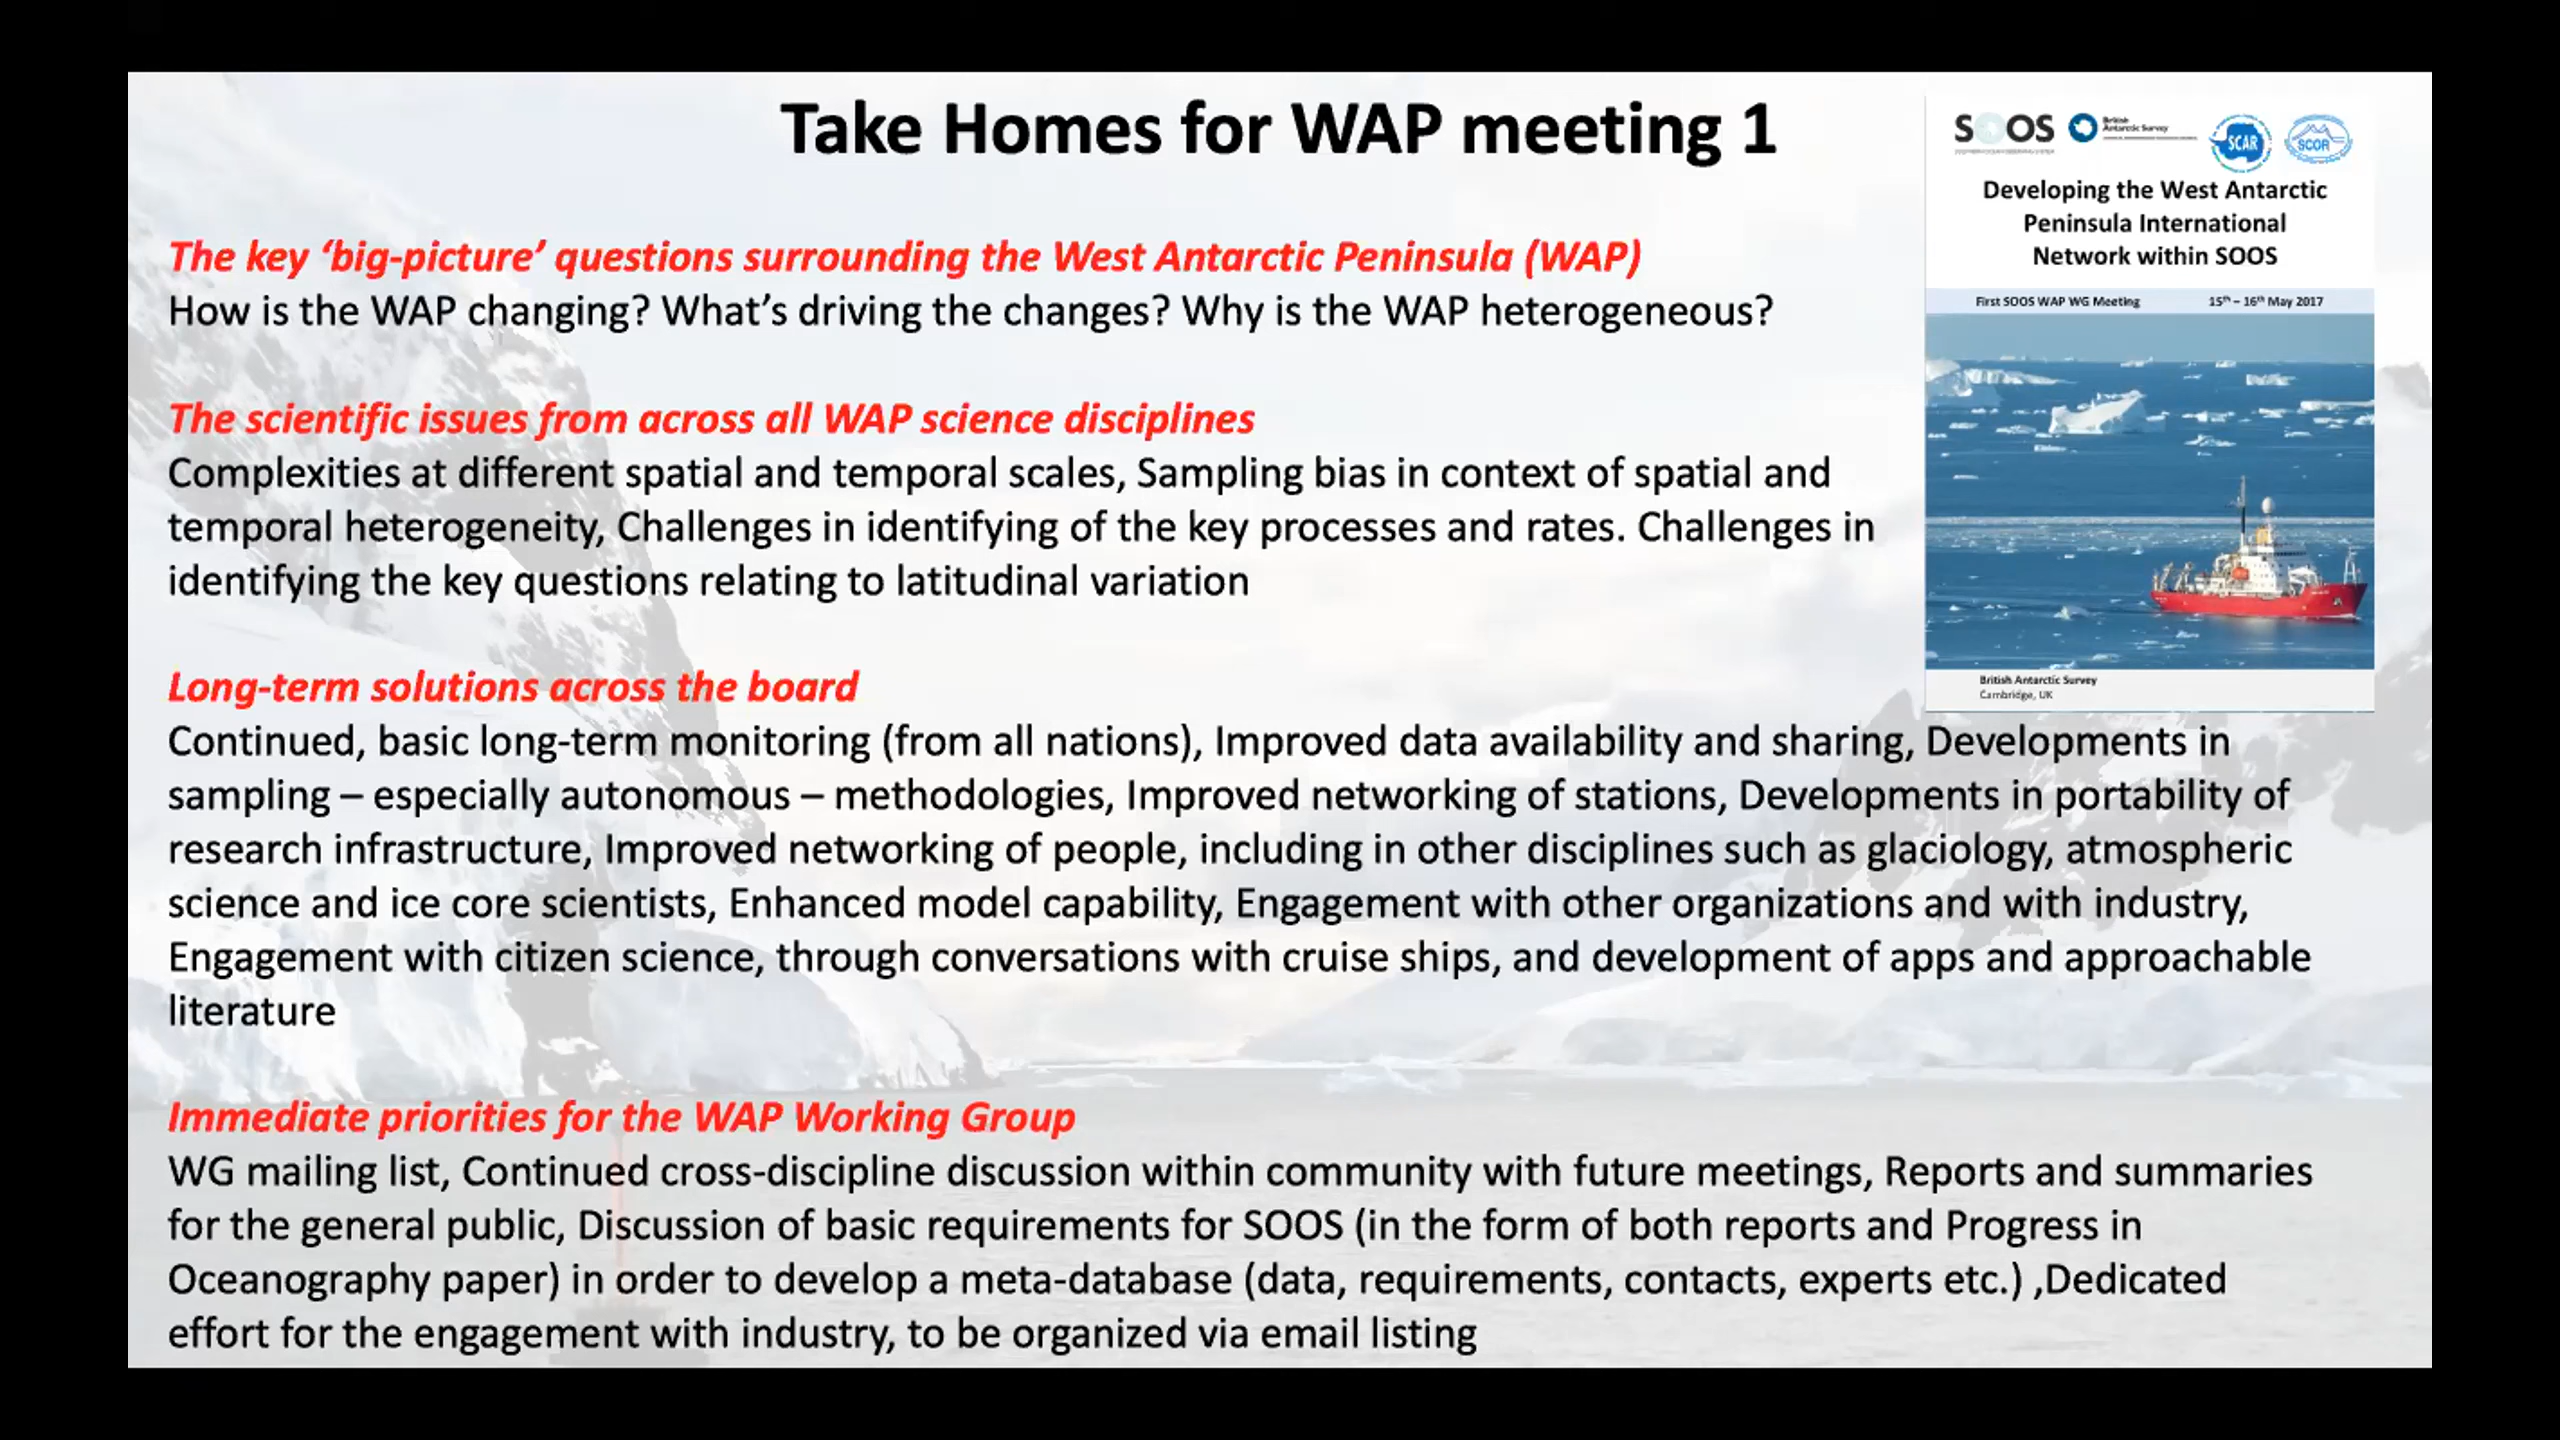 Take Homes for WAP meeting 1
The key ‘big-picture’ questions surrounding the West Antarctic Peninsula (WAP)
How is the WAP changing? What’s driving the changes? Why is the WAP heterogeneous?
The scientific issues from across all WAP science disciplines
Complexities at different spatial and temporal scales, Sampling bias in context of spatial and
temporal heterogeneity, Challenges in identifying of the key processes and rates. Challenges in
identifying the key questions relating to latitudinal variation
Long-term solutions across the board
Continued, basic long-term monitoring (from all nations), Improved data availability and sharing, Developments in
sampling – especially autonomous – methodologies, Improved networking of stations, Developments in portability of
research infrastructure, Improved networking of people, including in other disciplines such as glaciology, atmospheric
science and ice core scientists, Enhanced model capability, Engagement with other organizations and with industry,
Engagement with citizen science, through conversations with cruise ships, and development of apps and approachable
literature
Immediate priorities for the WAP Working Group
WG mailing list, Continued cross-discipline discussion within community with future meetings, Reports and summaries
for the general public, Discussion of basic requirements for SOOS (in the form of both reports and Progress in
Oceanography paper) in order to develop a meta-database (data, requirements, contacts, experts etc.) ,Dedicated
effort for the engagement with industry, to be organized via email listing
SOOS
British
Antarctic Survey
SCAR
SCOR
Developing the West Antarctic
Peninsula International
Network within SOOS
First SOOS WAP WG Meeting 15th – 16th May 2017
British Antarctic Survey
Cambridge, UK